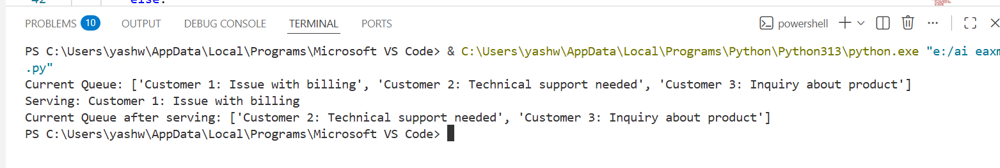 42 else:
PROBLEMS 10 OUTPUT DEBUG CONSOLE TERMINAL PORTS powershell
PS C:\Users\yashw\AppData\Local\Programs\Microsoft VS Code> & C:\Users\yashw\AppData\Local\Programs\Python\Python313\python.exe "e:/ai eaxm
.py"
Current Queue: ['Customer 1: Issue with billing', 'Customer 2: Technical support needed', 'Customer 3: Inquiry about product']
Serving: Customer 1: Issue with billing
Current Queue after serving: ['Customer 2: Technical support needed', 'Customer 3: Inquiry about product']
PS C:\Users\yashw\AppData\Local\Programs\Microsoft VS Code>